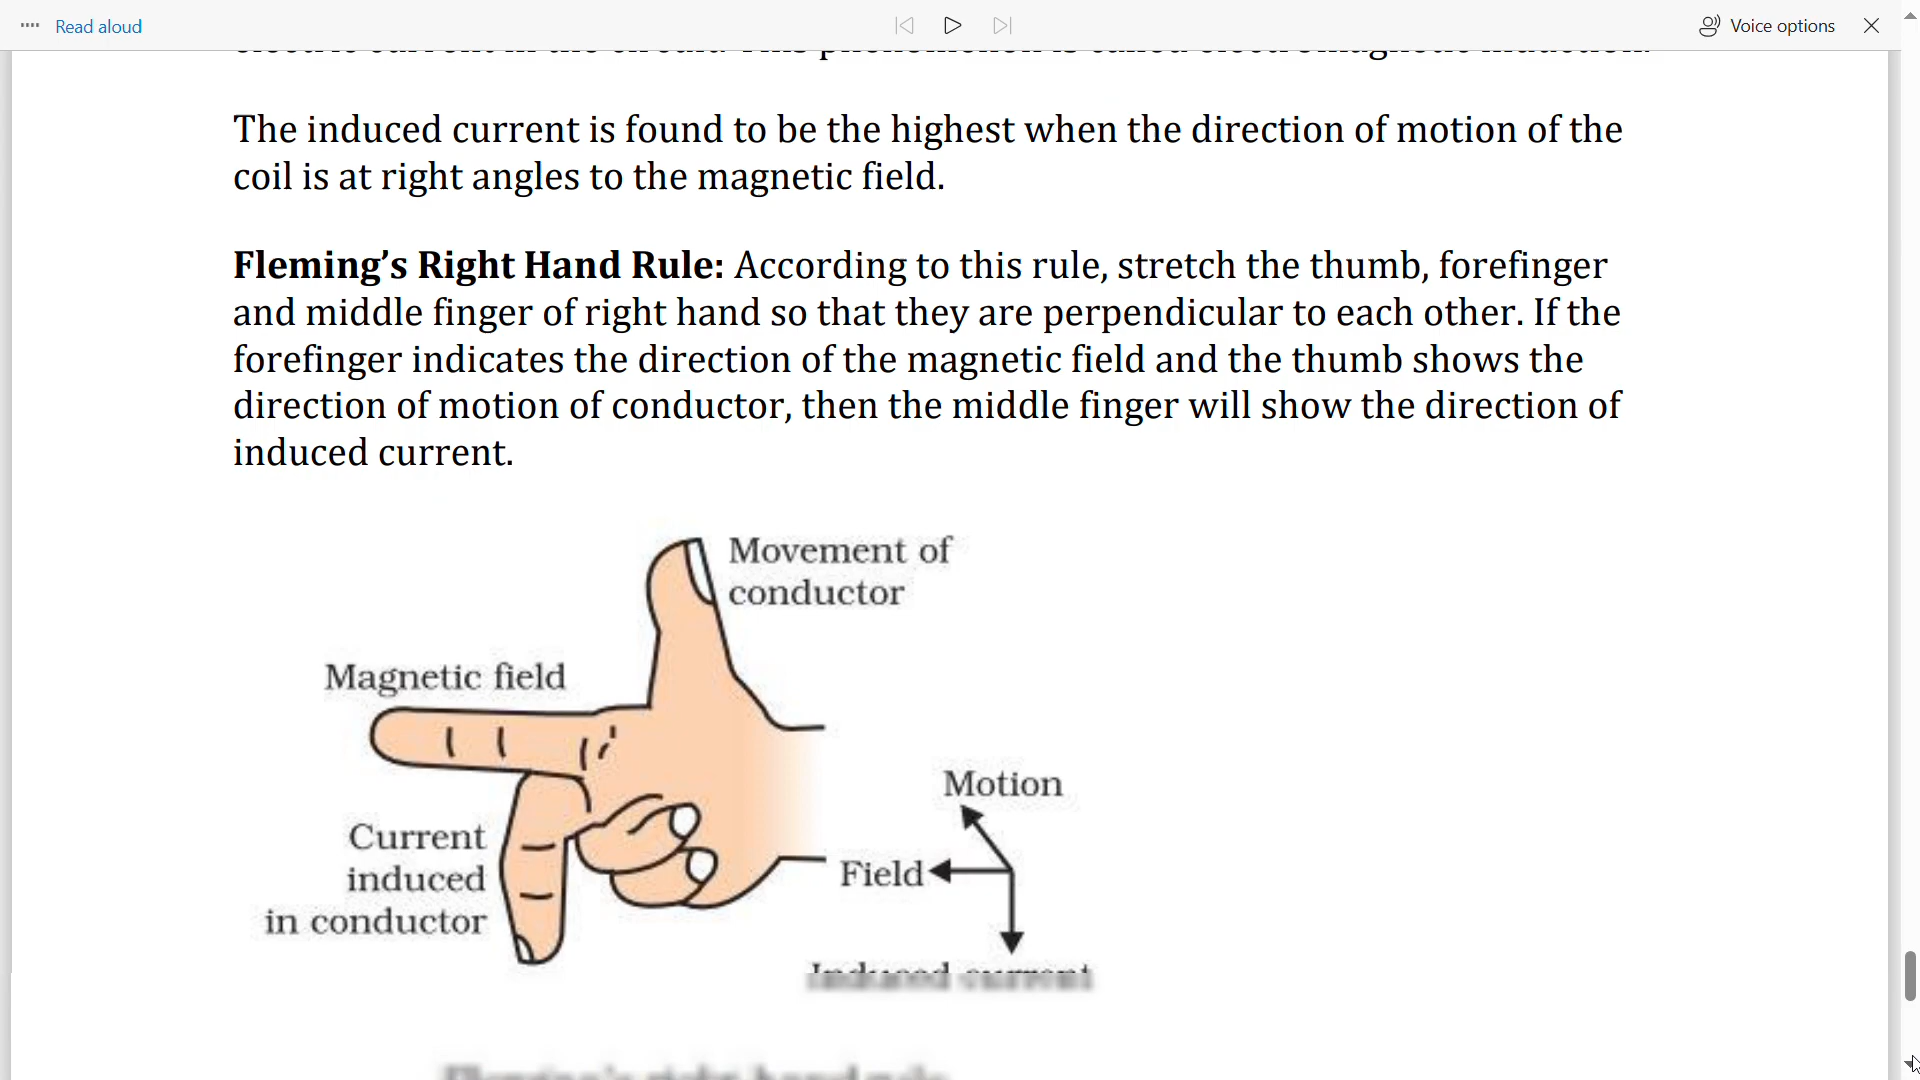 Read aloud
Voice options
The induced current is found to be the highest when the direction of motion of the
coil is at right angles to the magnetic field.
Fleming’s Right Hand Rule: According to this rule, stretch the thumb, forefinger
and middle finger of right hand so that they are perpendicular to each other. If the
forefinger indicates the direction of the magnetic field and the thumb shows the
direction of motion of conductor, then the middle finger will show the direction of
induced current.
Movement of
conductor
Magnetic field
Current
induced
in conductor
Motion
Field
Induced current